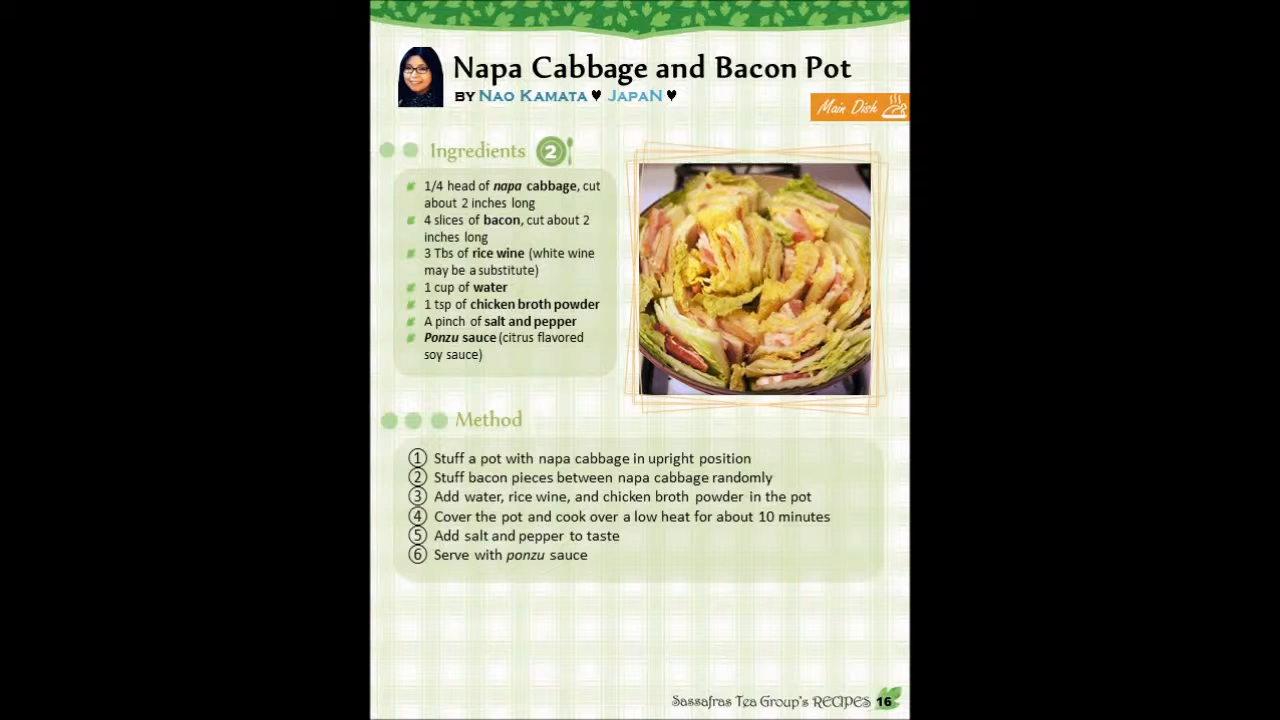 Napa Cabbage and Bacon Pot
BY NAO KAMATA ♥ JAPAN ♥
Main Dish
Ingredients 2
1/4 head of napa cabbage, cut
about 2 inches long
4 slices of bacon, cut about 2
inches long
3 Tbs of rice wine (white wine
may be a substitute)
1 cup of water
1 tsp of chicken broth powder
A pinch of salt and pepper
Ponzu sauce (citrus flavored
soy sauce)
Method
① Stuff a pot with napa cabbage in upright position
② Stuff bacon pieces between napa cabbage randomly
③ Add water, rice wine, and chicken broth powder in the pot
④ Cover the pot and cook over a low heat for about 10 minutes
⑤ Add salt and pepper to taste
⑥ Serve with ponzu sauce
Sassafras Tea Group's RECIPES 16